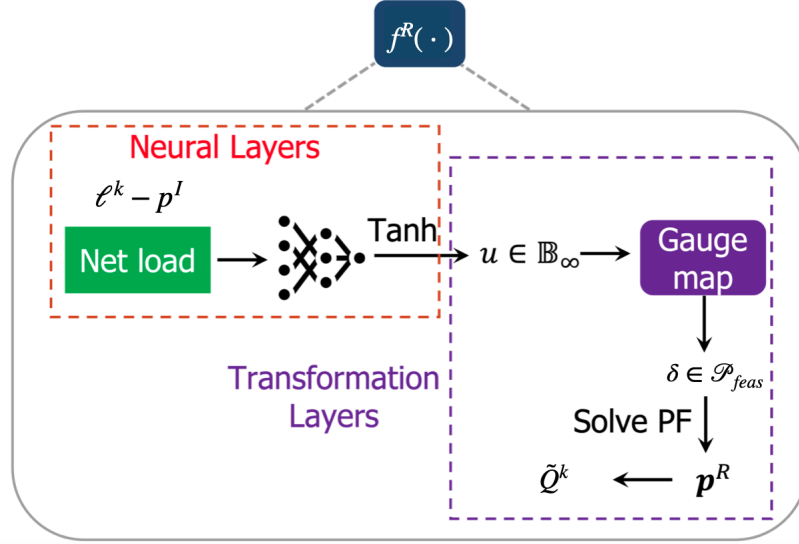 f^R(·)
Neural Layers
ℓ^k − p^I
Net load
Tanh
u ∈ 𝔹_∞
Gauge
map
δ ∈ 𝒫_feas
Transformation
Layers
Solve PF
Q̃^k
p^R